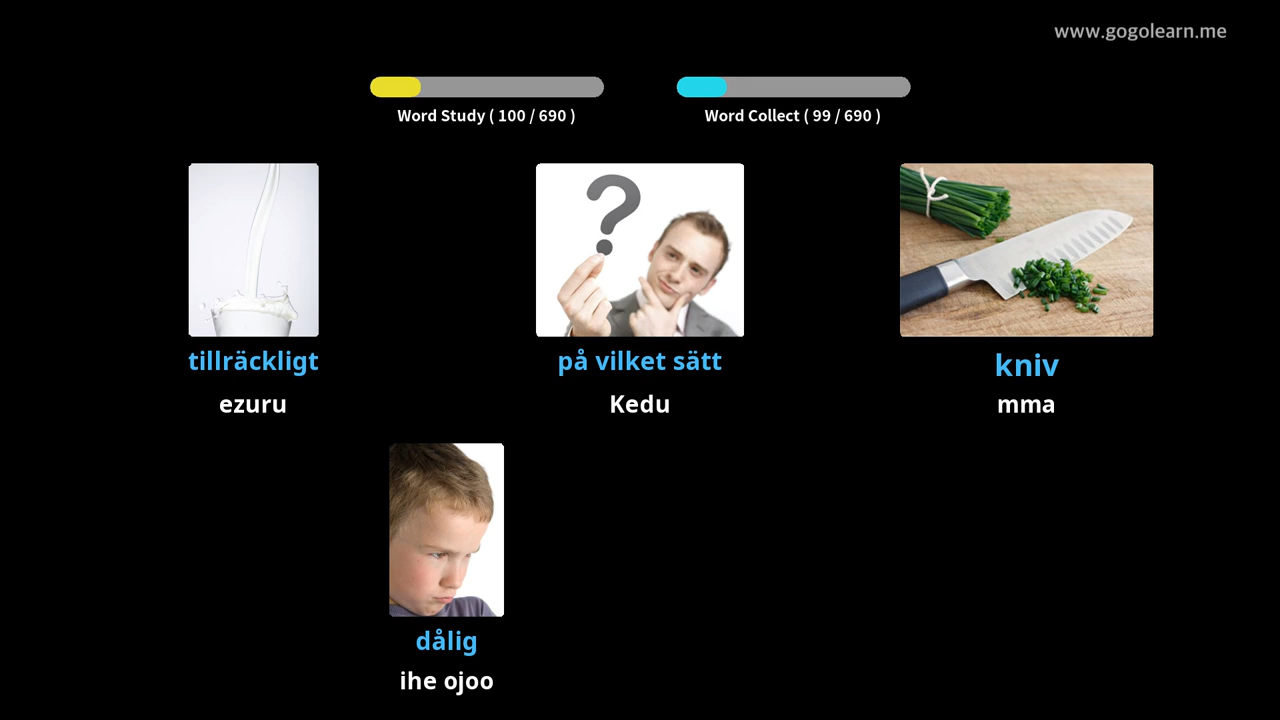 www.gogolearn.me
Word Study ( 100 / 690 )
Word Collect ( 99 / 690 )
tillräckligt
ezuru
på vilket sätt
Kedu
kniv
mma
dålig
ihe ojoo